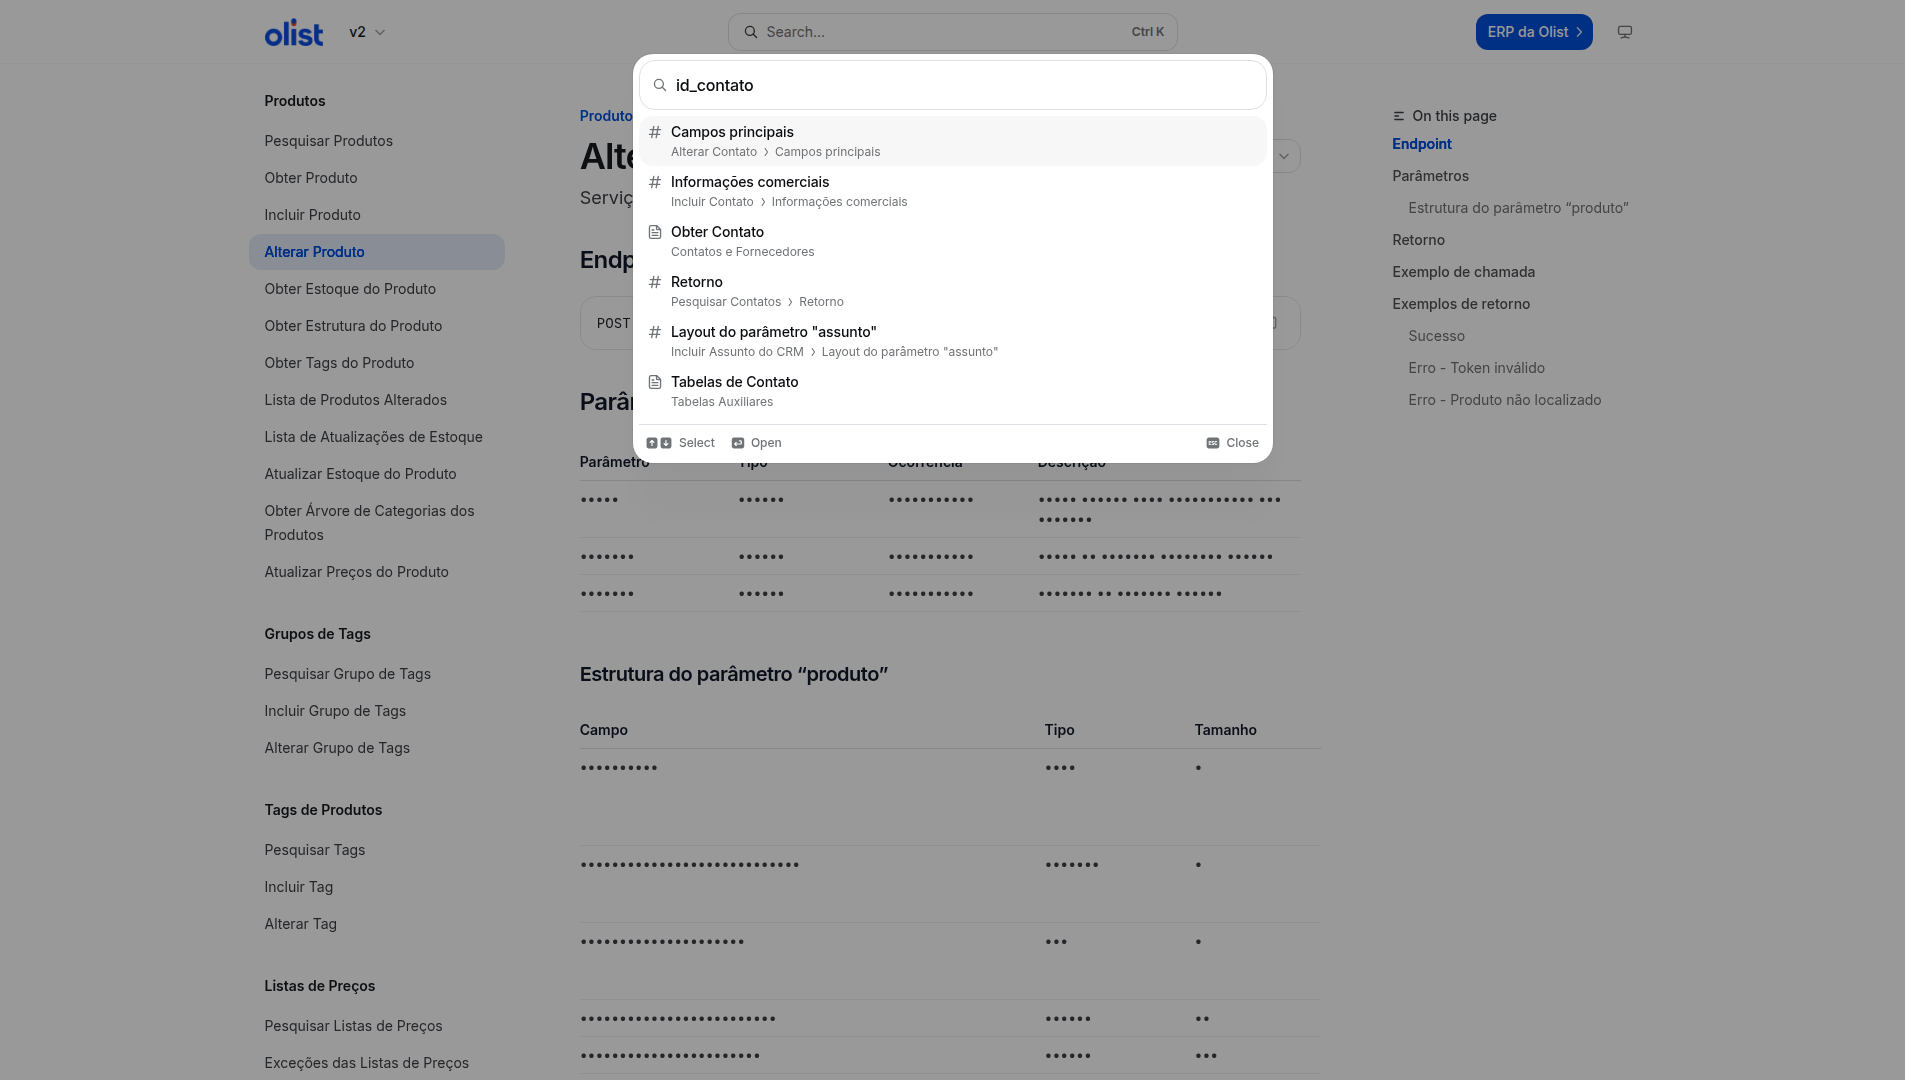 olist
v2
Search...
Ctrl K
ERP da Olist
id_contato
Campos principais
Alterar Contato > Campos principais
Informações comerciais
Incluir Contato > Informações comerciais
Obter Contato
Contatos e Fornecedores
Retorno
Pesquisar Contatos > Retorno
Layout do parâmetro "assunto"
Incluir Assunto do CRM > Layout do parâmetro "assunto"
Tabelas de Contato
Tabelas Auxiliares
Select
Open
Close
Produtos
Pesquisar Produtos
Obter Produto
Incluir Produto
Alterar Produto
Obter Estoque do Produto
Obter Estrutura do Produto
Obter Tags do Produto
Lista de Produtos Alterados
Lista de Atualizações de Estoque
Atualizar Estoque do Produto
Obter Árvore de Categorias dos
Produtos
Atualizar Preços do Produto
Grupos de Tags
Pesquisar Grupo de Tags
Incluir Grupo de Tags
Alterar Grupo de Tags
Tags de Produtos
Pesquisar Tags
Incluir Tag
Alterar Tag
Listas de Preços
Pesquisar Listas de Preços
Exceções das Listas de Preços
Produto
Alte
Serviç
Endp
POST
Parâ
Parâmetro Tipo Ocorrência Descrição
••••• •••••• ••••••••••• ••••• •••••• •••• ••••••••••• •••
•••••••
••••••• •••••• ••••••••••• ••••• •• ••••••• •••••••• ••••••
••••••• •••••• ••••••••••• ••••••• •• ••••••• ••••••
Estrutura do parâmetro “produto”
Campo Tipo Tamanho
•••••••••• •••• •
•••••••••••••••••••••••••••• ••••••• •
••••••••••••••••••••• ••• •
••••••••••••••••••••••••• •••••• ••
••••••••••••••••••••••• •••••• •••
On this page
Endpoint
Parâmetros
Estrutura do parâmetro “produto”
Retorno
Exemplo de chamada
Exemplos de retorno
Sucesso
Erro - Token inválido
Erro - Produto não localizado